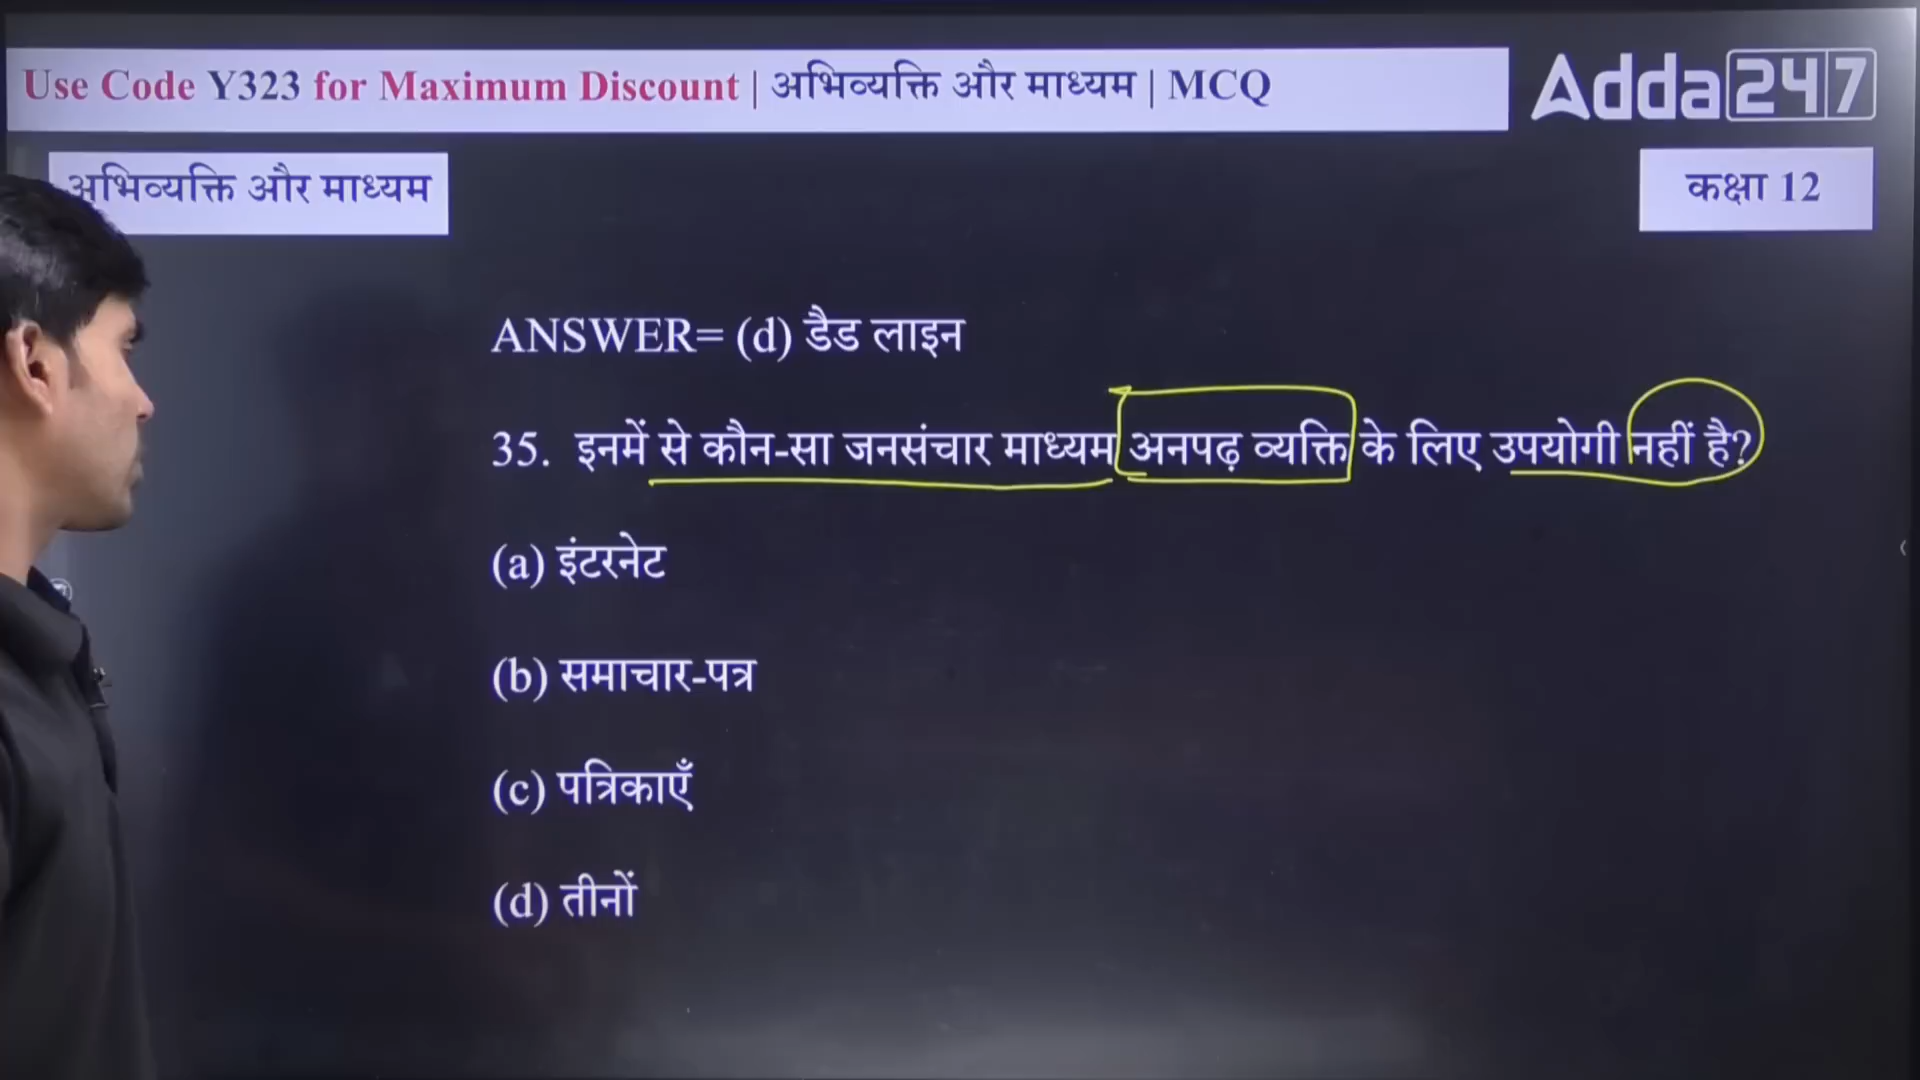 Use Code Y323 for Maximum Discount | अभिव्यक्ति और माध्यम | MCQ
Adda247
अभिव्यक्ति और माध्यम
कक्षा 12
ANSWER= (d) डैड लाइन
35. इनमें से कौन-सा जनसंचार माध्यम अनपढ़ व्यक्ति के लिए उपयोगी नहीं है?
(a) इंटरनेट
(b) समाचार-पत्र
(c) पत्रिकाएँ
(d) तीनों